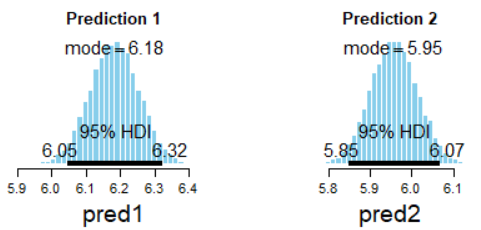 Prediction 1
mode = 6.18
95% HDI
6.05 6.32
5.9 6.0 6.1 6.2 6.3 6.4
pred1
Prediction 2
mode = 5.95
95% HDI
5.85 6.07
5.8 5.9 6.0 6.1
pred2